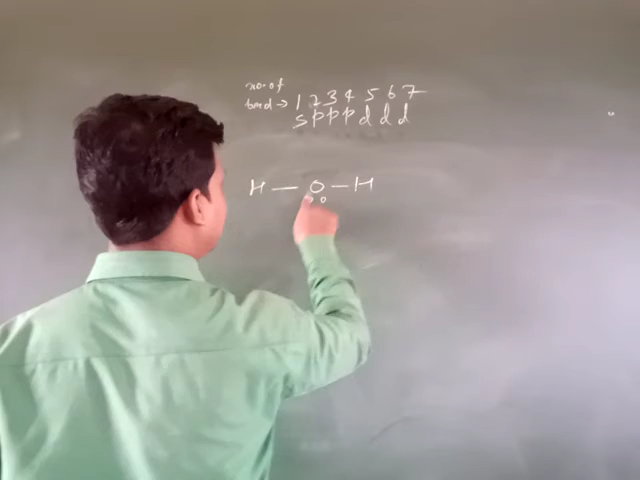 no. of
bond → 1 2 3 4 5 6 7
s p p p d d d
H — O — H